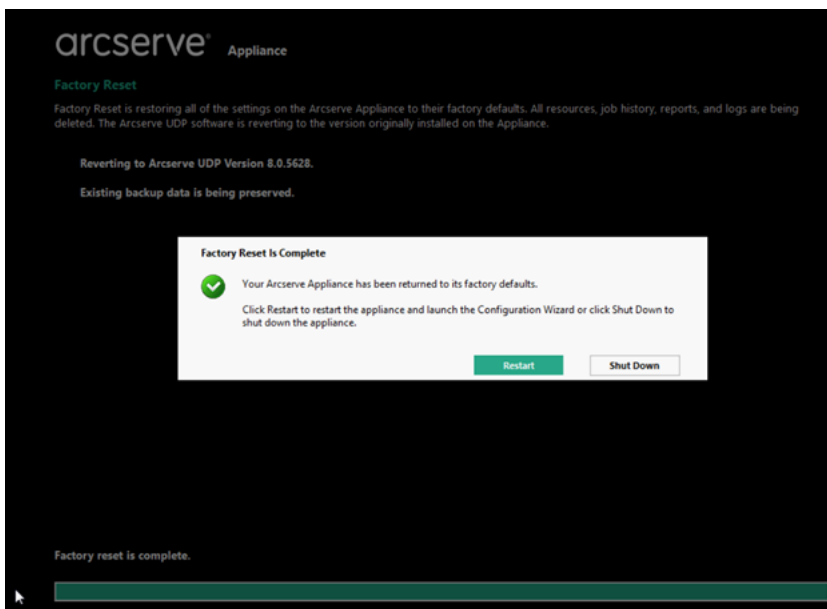 arcserve® Appliance
Factory Reset
Factory Reset is restoring all of the settings on the Arcserve Appliance to their factory defaults. All resources, job history, reports, and logs are being
deleted. The Arcserve UDP software is reverting to the version originally installed on the Appliance.
Reverting to Arcserve UDP Version 8.0.5628.
Existing backup data is being preserved.
Factory Reset Is Complete
Your Arcserve Appliance has been returned to its factory defaults.
Click Restart to restart the appliance and launch the Configuration Wizard or click Shut Down to
shut down the appliance.
Restart Shut Down
Factory reset is complete.